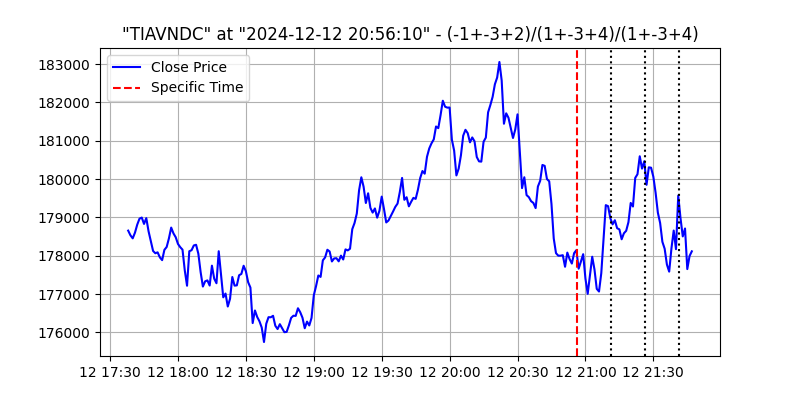 "TIAVNDC" at "2024-12-12 20:56:10" - (-1+-3+2)/(1+-3+4)/(1+-3+4)
Close Price
Specific Time
183000
182000
181000
180000
179000
178000
177000
176000
12 17:30 12 18:00 12 18:30 12 19:00 12 19:30 12 20:00 12 20:30 12 21:00 12 21:30